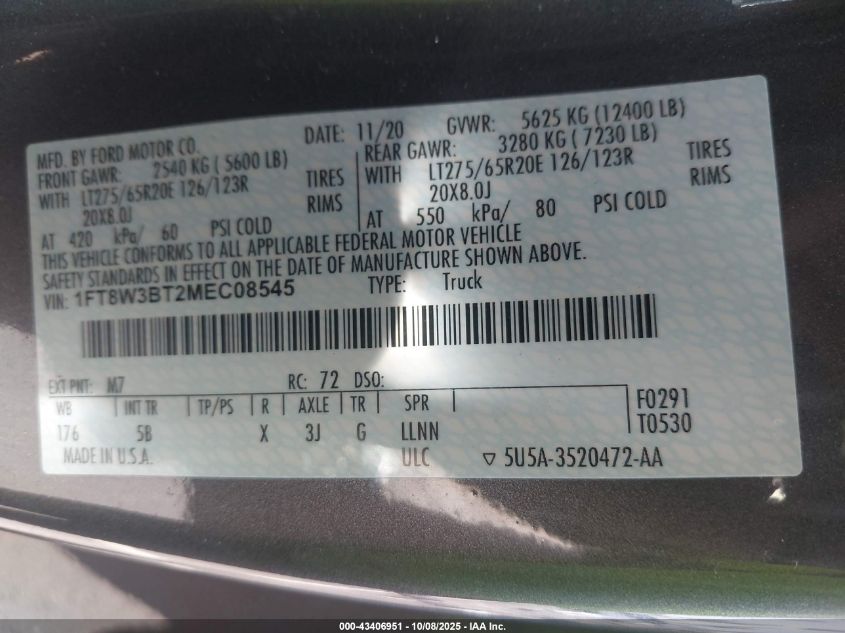 MFD. BY FORD MOTOR CO. DATE: 11/20 GVWR: 5625 KG (12400 LB)
FRONT GAWR: 2540 KG ( 5600 LB) REAR GAWR: 3280 KG ( 7230 LB)
WITH LT275/65R20E 126/123R TIRES WITH LT275/65R20E 126/123R TIRES
20X8.0J RIMS 20X8.0J RIMS
AT 420 kPa/ 60 PSI COLD AT 550 kPa/ 80 PSI COLD
THIS VEHICLE CONFORMS TO ALL APPLICABLE FEDERAL MOTOR VEHICLE
SAFETY STANDARDS IN EFFECT ON THE DATE OF MANUFACTURE SHOWN ABOVE.
VIN: 1FT8W3BT2MEC08545 TYPE: Truck
EXT PNT: M7 RC: 72 DSO:
WB INT TR TP/PS R AXLE TR SPR F0291
176 5B X 3J G LLNN T0530
MADE IN U.S.A. ULC ▽ 5U5A-3520472-AA
000-43406951 - 10/08/2025 - IAA Inc.